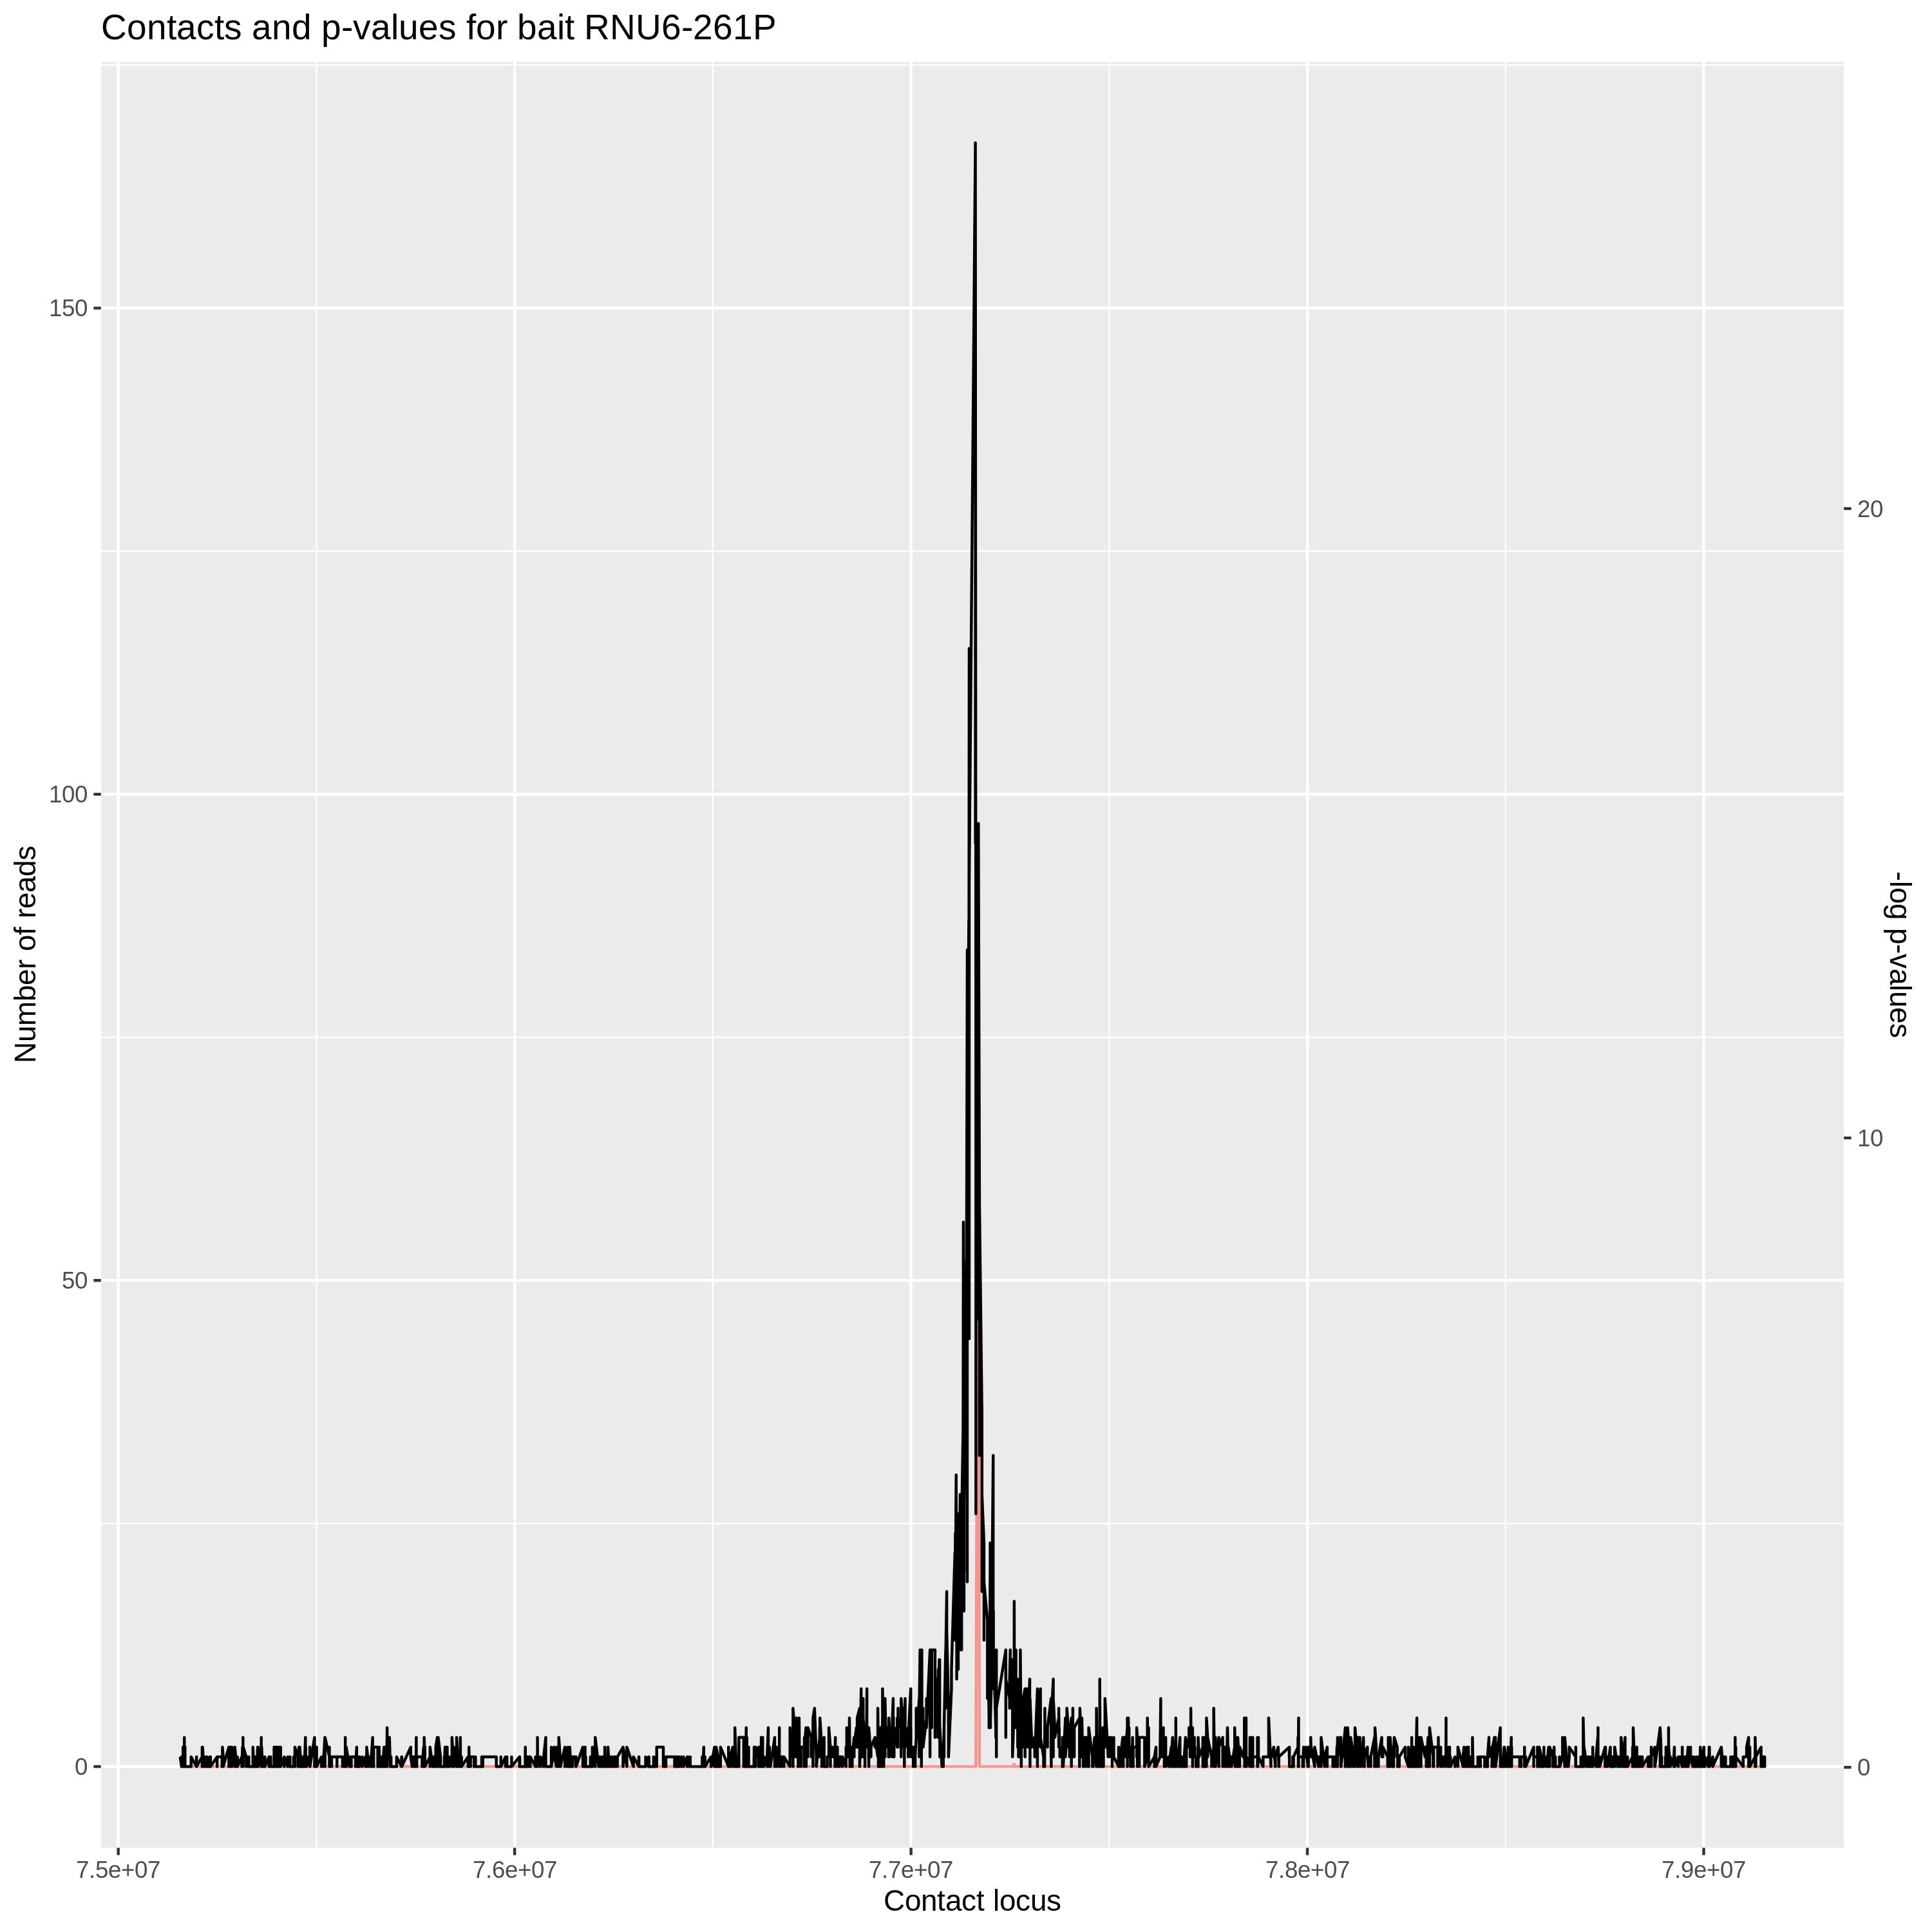 Contacts and p-values for bait RNU6-261P
150
100
50
0
Number of reads
20
10
0
-log p-values
7.5e+07
7.6e+07
7.7e+07
7.8e+07
7.9e+07
Contact locus